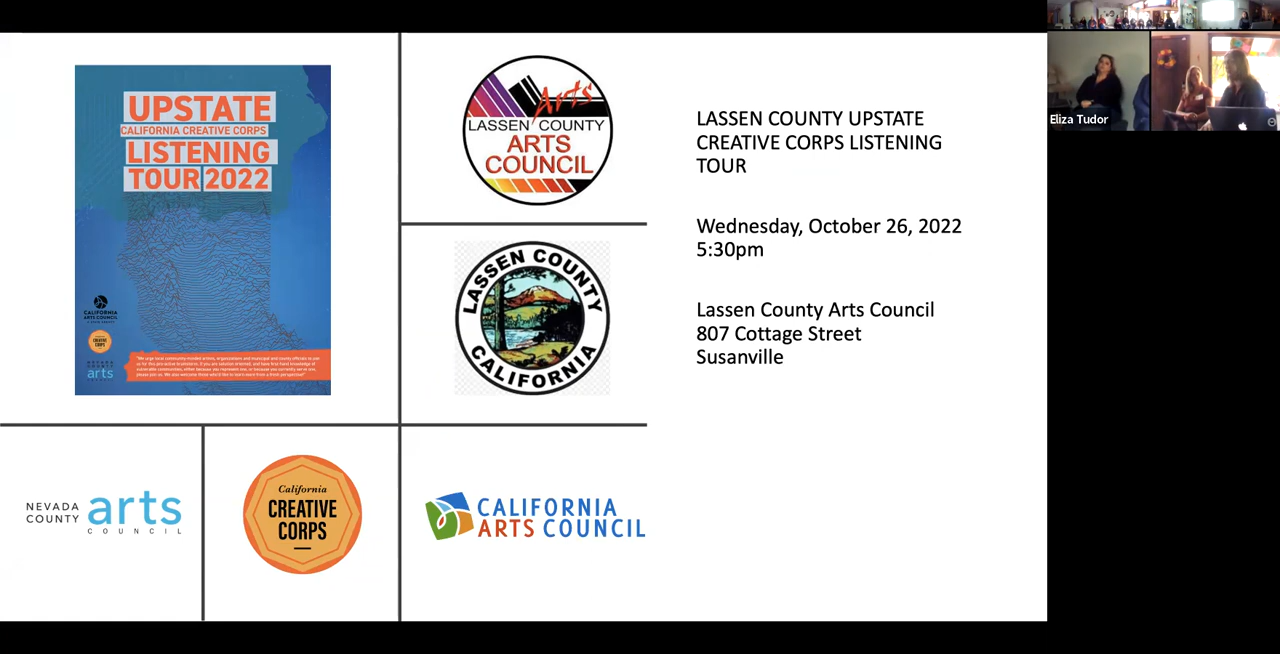 UPSTATE
CALIFORNIA CREATIVE CORPS
LISTENING
TOUR 2022
CALIFORNIA
ARTS COUNCIL
CREATIVE
CORPS
NEVADA
COUNTY
arts
COUNCIL
Arts
LASSEN COUNTY
ARTS
COUNCIL
LASSEN COUNTY
CALIFORNIA
NEVADA
COUNTY
arts
COUNCIL
California
CREATIVE
CORPS
CALIFORNIA
ARTS COUNCIL
LASSEN COUNTY UPSTATE
CREATIVE CORPS LISTENING
TOUR
Wednesday, October 26, 2022
5:30pm
Lassen County Arts Council
807 Cottage Street
Susanville
Eliza Tudor